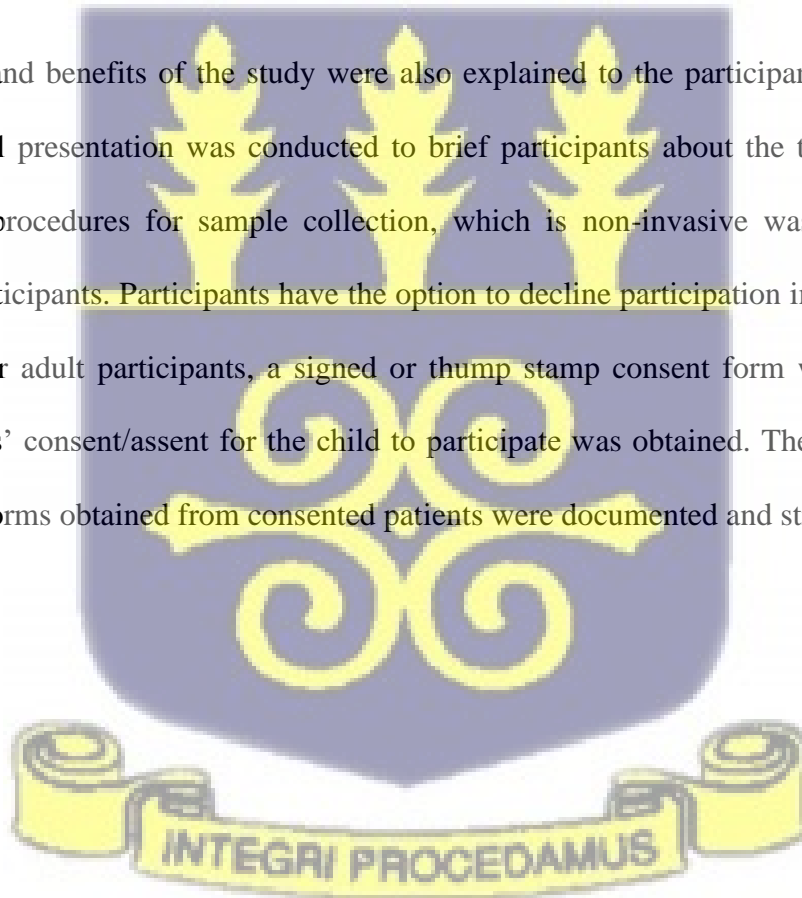 and benefits of the study were also explained to the participan
presentation was conducted to brief participants about the t
procedures for sample collection, which is non-invasive wa
ticipants. Participants have the option to decline participation in
r adult participants, a signed or thump stamp consent form w
s’ consent/assent for the child to participate was obtained. The
orms obtained from consented patients were documented and st
INTEGRI PROCEDAMUS